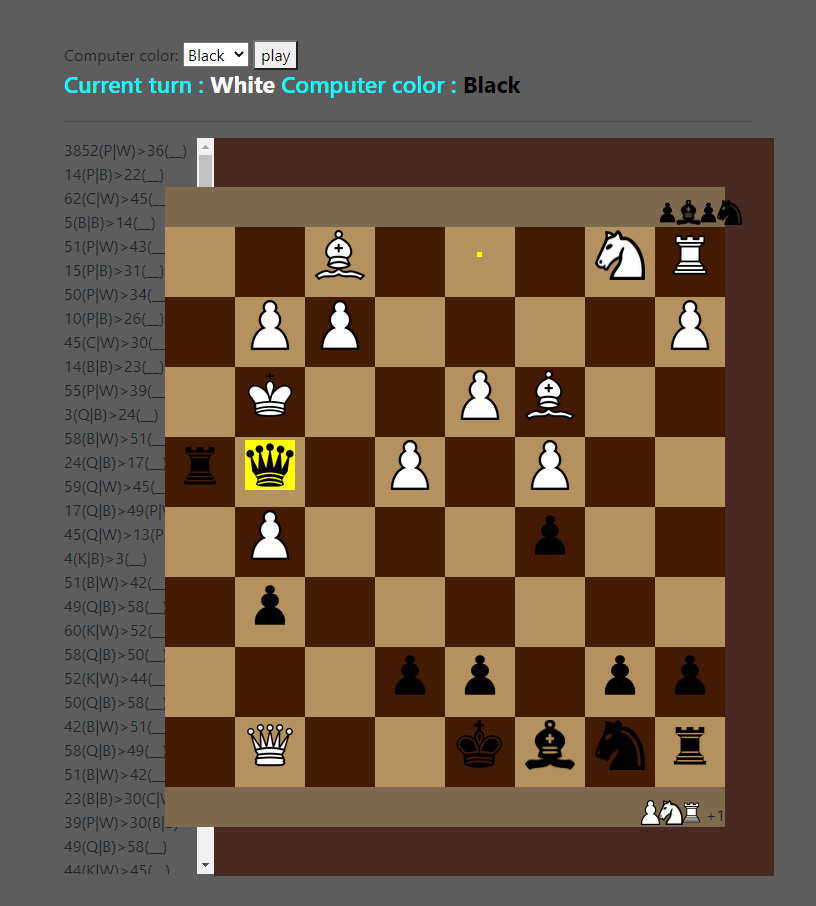 Computer color: Black play
Current turn : White Computer color : Black
3852(P|W)>36(__)
14(P|B)>22(__)
62(C|W)>45(__
5(B|B)>14(__)
51(P|W)>43(__)
15(P|B)>31(__)
50(P|W)>34(__)
10(P|B)>26(__)
45(C|W)>30(__
14(B|B)>23(__)
55(P|W)>39(__)
3(Q|B)>24(__)
58(B|W)>51(__)
24(Q|B)>17(__)
59(Q|W)>45(__)
17(Q|B)>49(P|
45(Q|W)>13(P
4(K|B)>3(__)
51(B|W)>42(__)
49(Q|B)>58(__)
60(K|W)>52(__)
58(Q|B)>50(__)
52(K|W)>44(__)
50(Q|B)>58(__)
42(B|W)>51(__)
58(Q|B)>49(__)
51(B|W)>42(__)
23(B|B)>30(C|
39(P|W)>30(B|
49(Q|B)>58(__)
44(K|W)>45(__)
+1